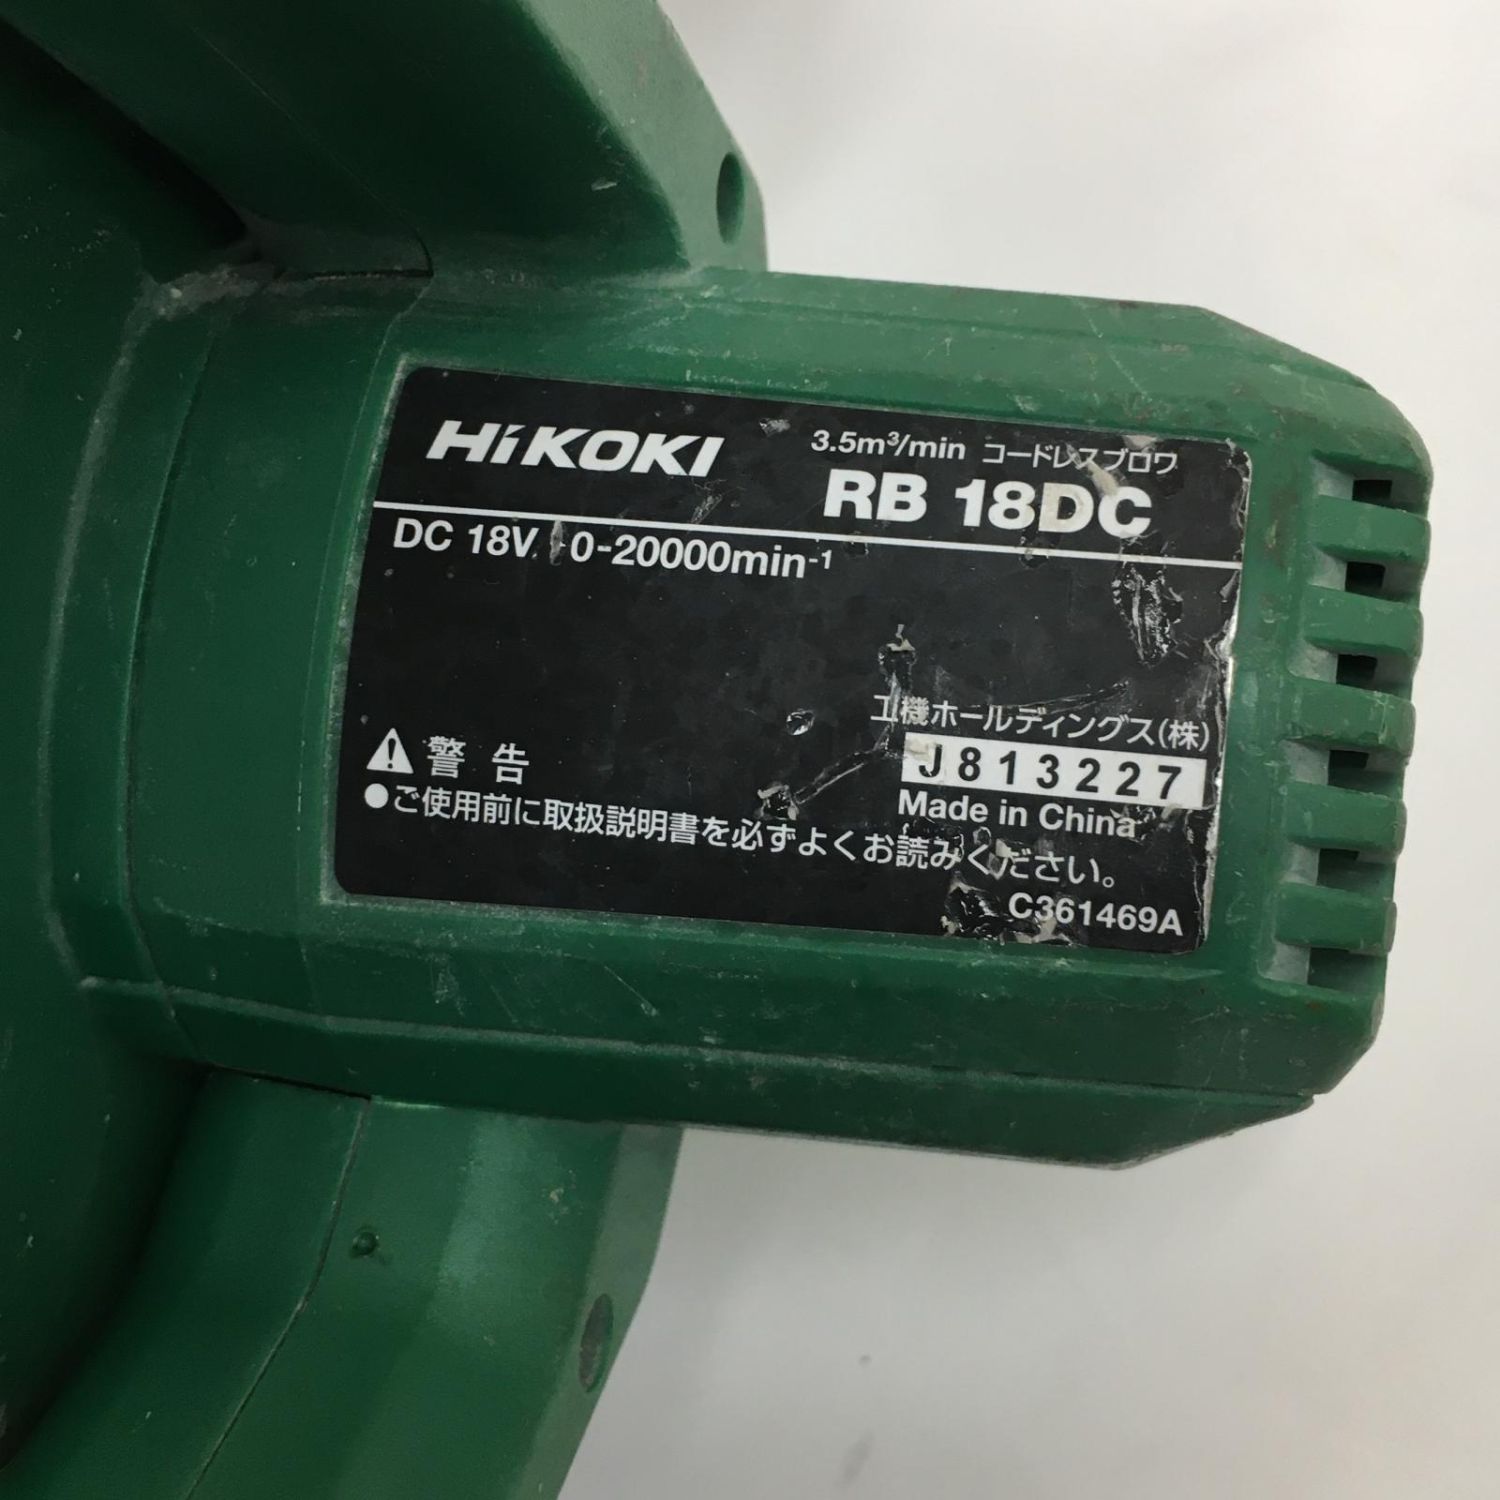 HiKOKI
3.5m³/min コードレスブロワ
RB 18DC
DC 18V 0-20000min⁻¹
工機ホールディングス(株)
J813227
Made in China
警告
●ご使用前に取扱説明書を必ずよくお読みください。
C361469A